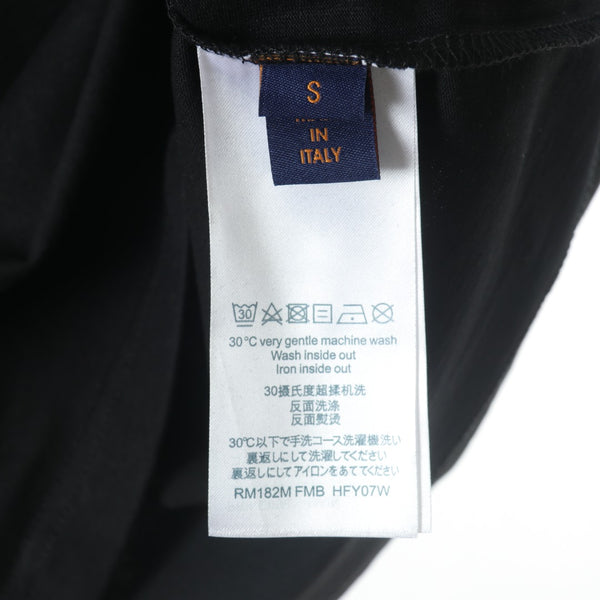 S
IN
ITALY
30
30℃ very gentle machine wash
Wash inside out
Iron inside out
30摄氏度超揉机洗
反面洗涤
反面熨烫
30℃以下で手洗コース洗濯機洗い
裏返しにして洗濯してください
裏返しにしてアイロンをあててください
RM182M FMB HFY07W